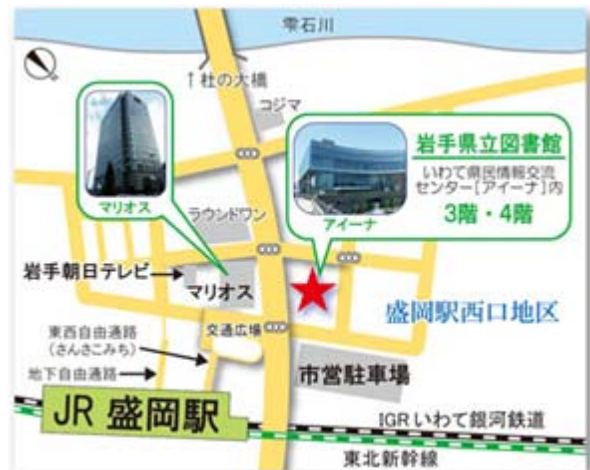 雫石川
↑杜の大橋
コジマ
岩手県立図書館
いわて県民情報交流
センター[アイーナ]内
3階・4階
マリオス
アイーナ
ラウンドワン
岩手朝日テレビ
マリオス
盛岡駅西口地区
交通広場
東西自由通路
(さんさこみち)
地下自由通路
市営駐車場
JR 盛岡駅
IGRいわて銀河鉄道
東北新幹線